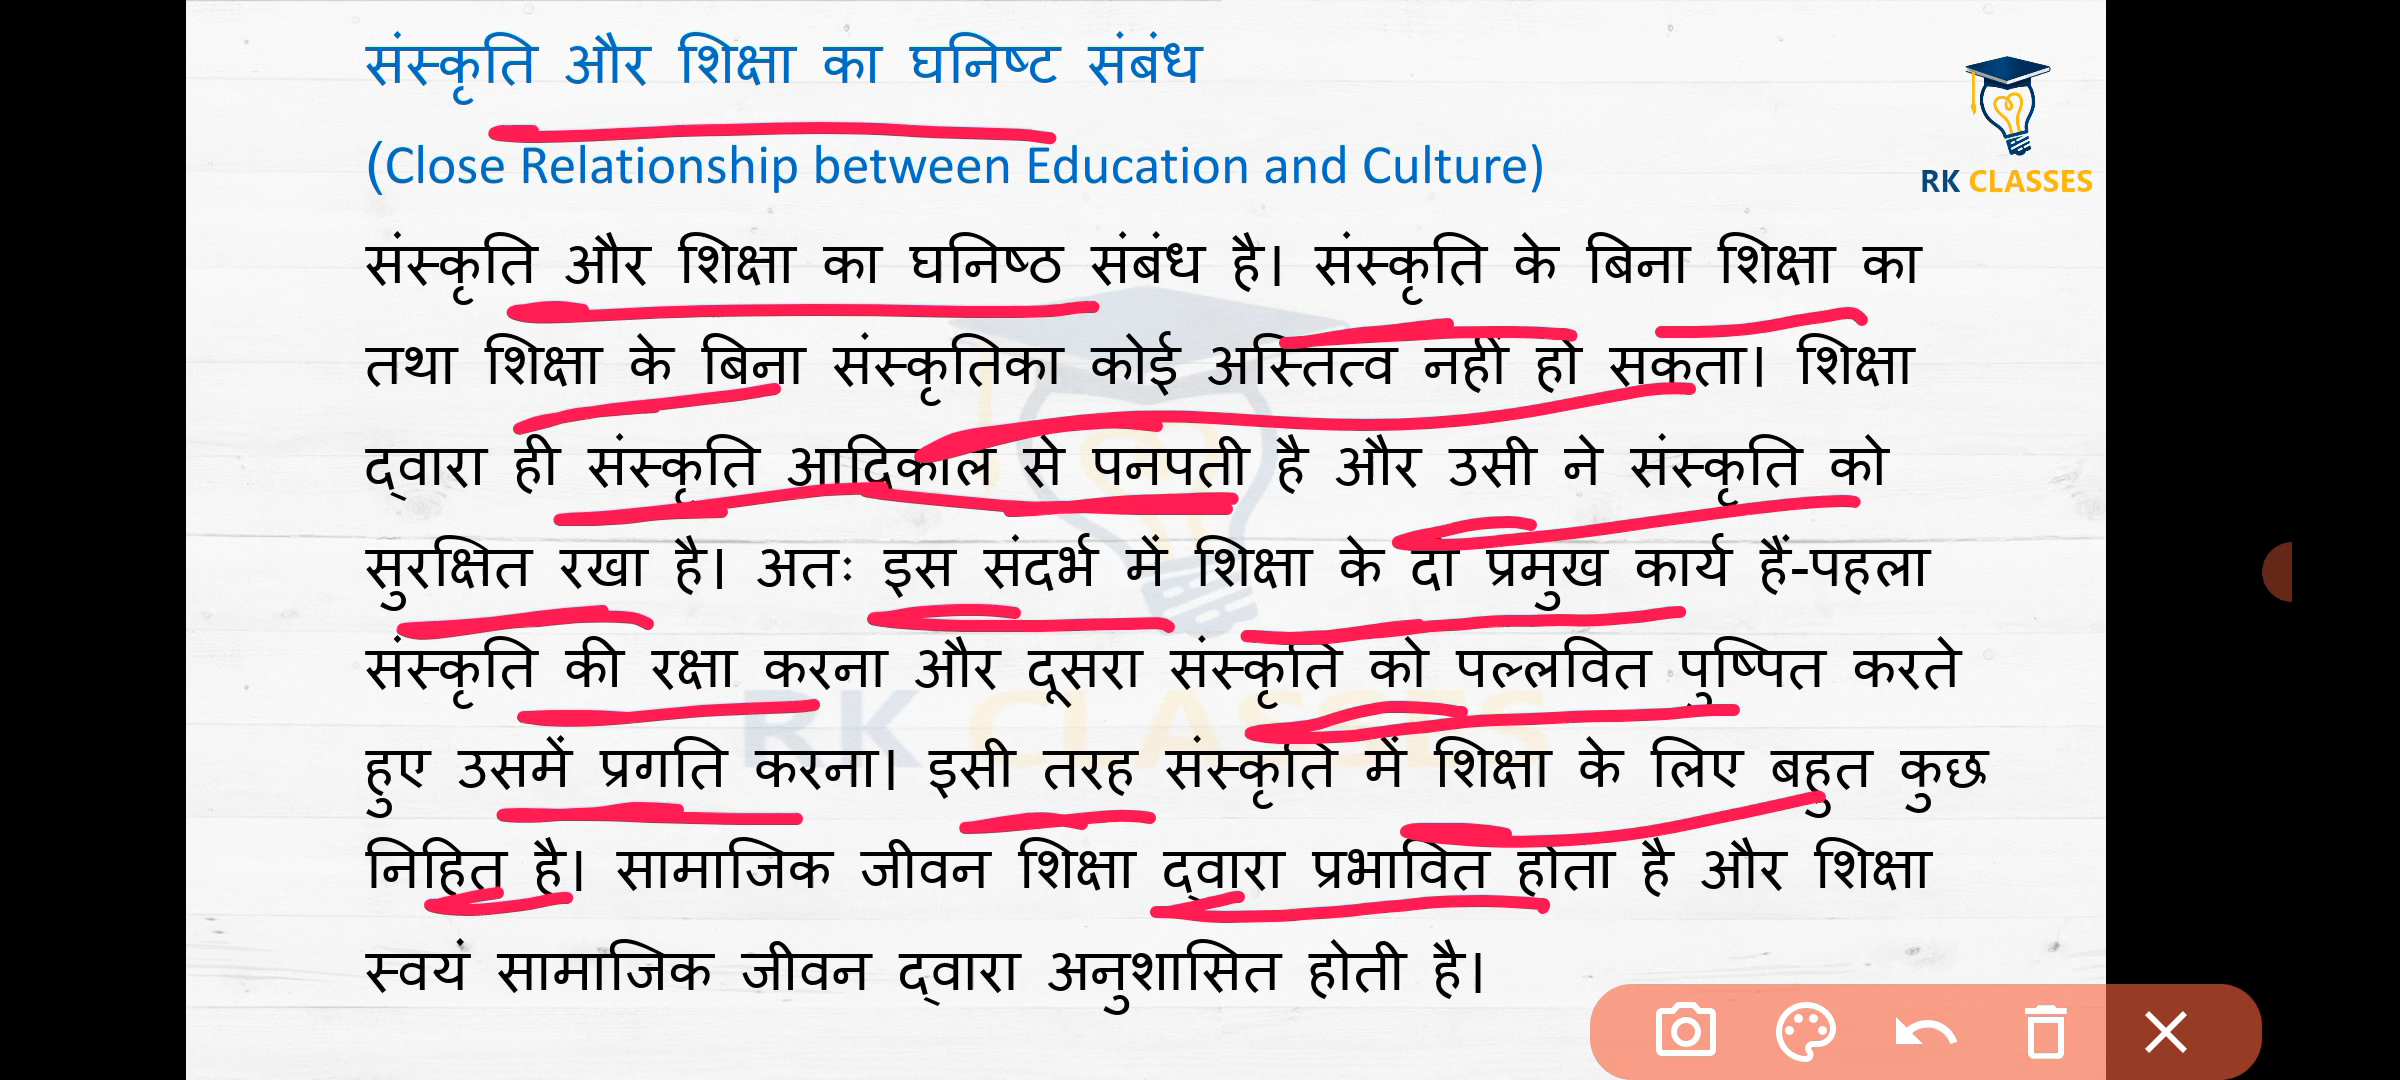 संस्कृति और शिक्षा का घनिष्ट संबंध
(Close Relationship between Education and Culture)
RK CLASSES
संस्कृति और शिक्षा का घनिष्ठ संबंध है। संस्कृति के बिना शिक्षा का
तथा शिक्षा के बिना संस्कृतिका कोई अस्तित्व नहीं हो सकता। शिक्षा
द्वारा ही संस्कृति आदिकाल से पनपती है और उसी ने संस्कृति को
सुरक्षित रखा है। अतः इस संदर्भ में शिक्षा के दो प्रमुख कार्य हैं-पहला
संस्कृति की रक्षा करना और दूसरा संस्कृति को पल्लवित पुष्पित करते
हुए उसमें प्रगति करना। इसी तरह संस्कृति में शिक्षा के लिए बहुत कुछ
निहित है। सामाजिक जीवन शिक्षा द्वारा प्रभावित होता है और शिक्षा
स्वयं सामाजिक जीवन द्वारा अनुशासित होती है।
RK CLASSES